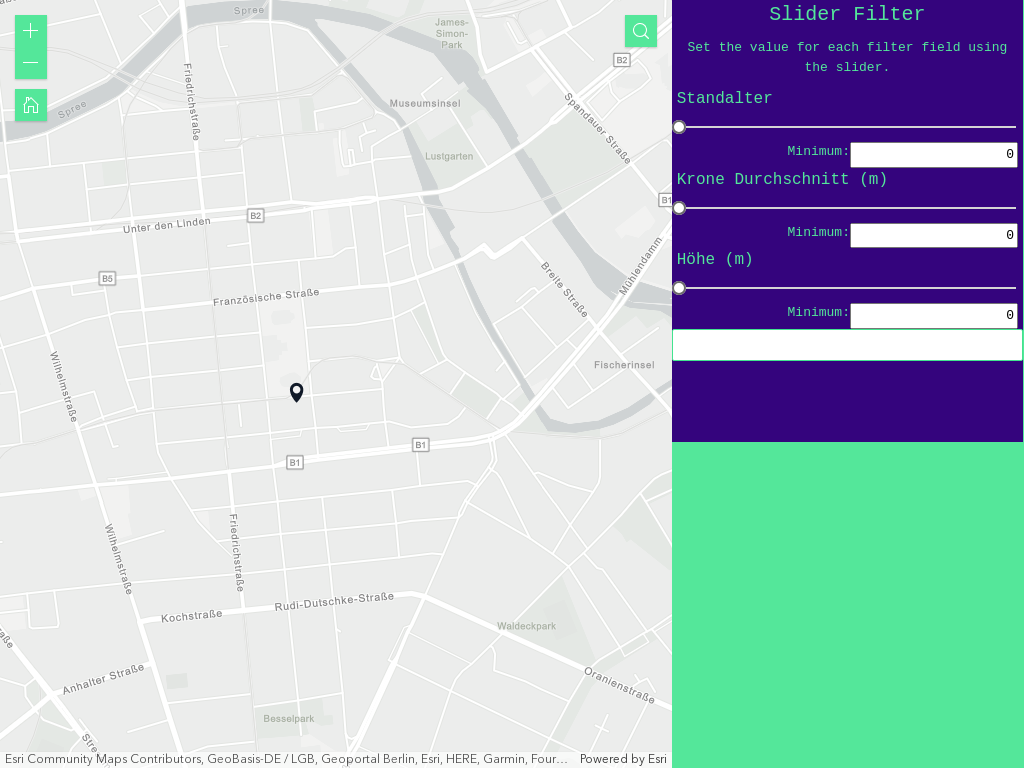 Spree
James-
Simon-
Park
B2
Friedrichstraße
Spree
Museumsinsel
Spandauer Straße
Lustgarten
B1
B2
Unter den Linden
Mühlendamm
B5
Breite Straße
Französische Straße
Wilhelmstraße
Fischerinsel
B1
B1
Friedrichstraße
Wilhelmstraße
Rudi-Dutschke-Straße
Kochstraße
Waldeckpark
Anhalter Straße
Oranienstraße
Besselpark
Esri Community Maps Contributors, GeoBasis-DE / LGB, Geoportal Berlin, Esri, HERE, Garmin, Four...
Powered by Esri
Slider Filter
Set the value for each filter field using
the slider.
Standalter
Minimum: 0
Krone Durchschnitt (m)
Minimum: 0
Höhe (m)
Minimum: 0